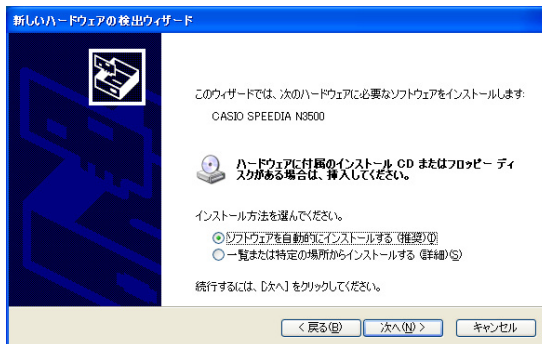 新しいハードウェアの検出ウィザード
このウィザードでは、次のハードウェアに必要なソフトウェアをインストールします:
CASIO SPEEDIA N3500
ハードウェアに付属のインストール CD またはフロッピー ディ
スクがある場合は、挿入してください。
インストール方法を選んでください。
ソフトウェアを自動的にインストールする (推奨)(I)
一覧または特定の場所からインストールする (詳細)(S)
続行するには、[次へ] をクリックしてください。
< 戻る(B)
次へ(N) >
キャンセル